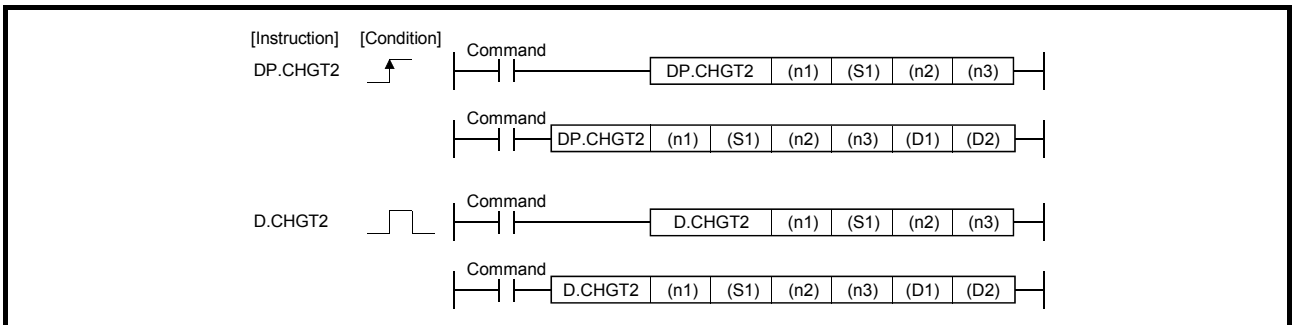 [Instruction] [Condition]
Command
DP.CHGT2 DP.CHGT2 (n1) (S1) (n2) (n3)
Command
DP.CHGT2 (n1) (S1) (n2) (n3) (D1) (D2)
Command
D.CHGT2 D.CHGT2 (n1) (S1) (n2) (n3)
Command
D.CHGT2 (n1) (S1) (n2) (n3) (D1) (D2)